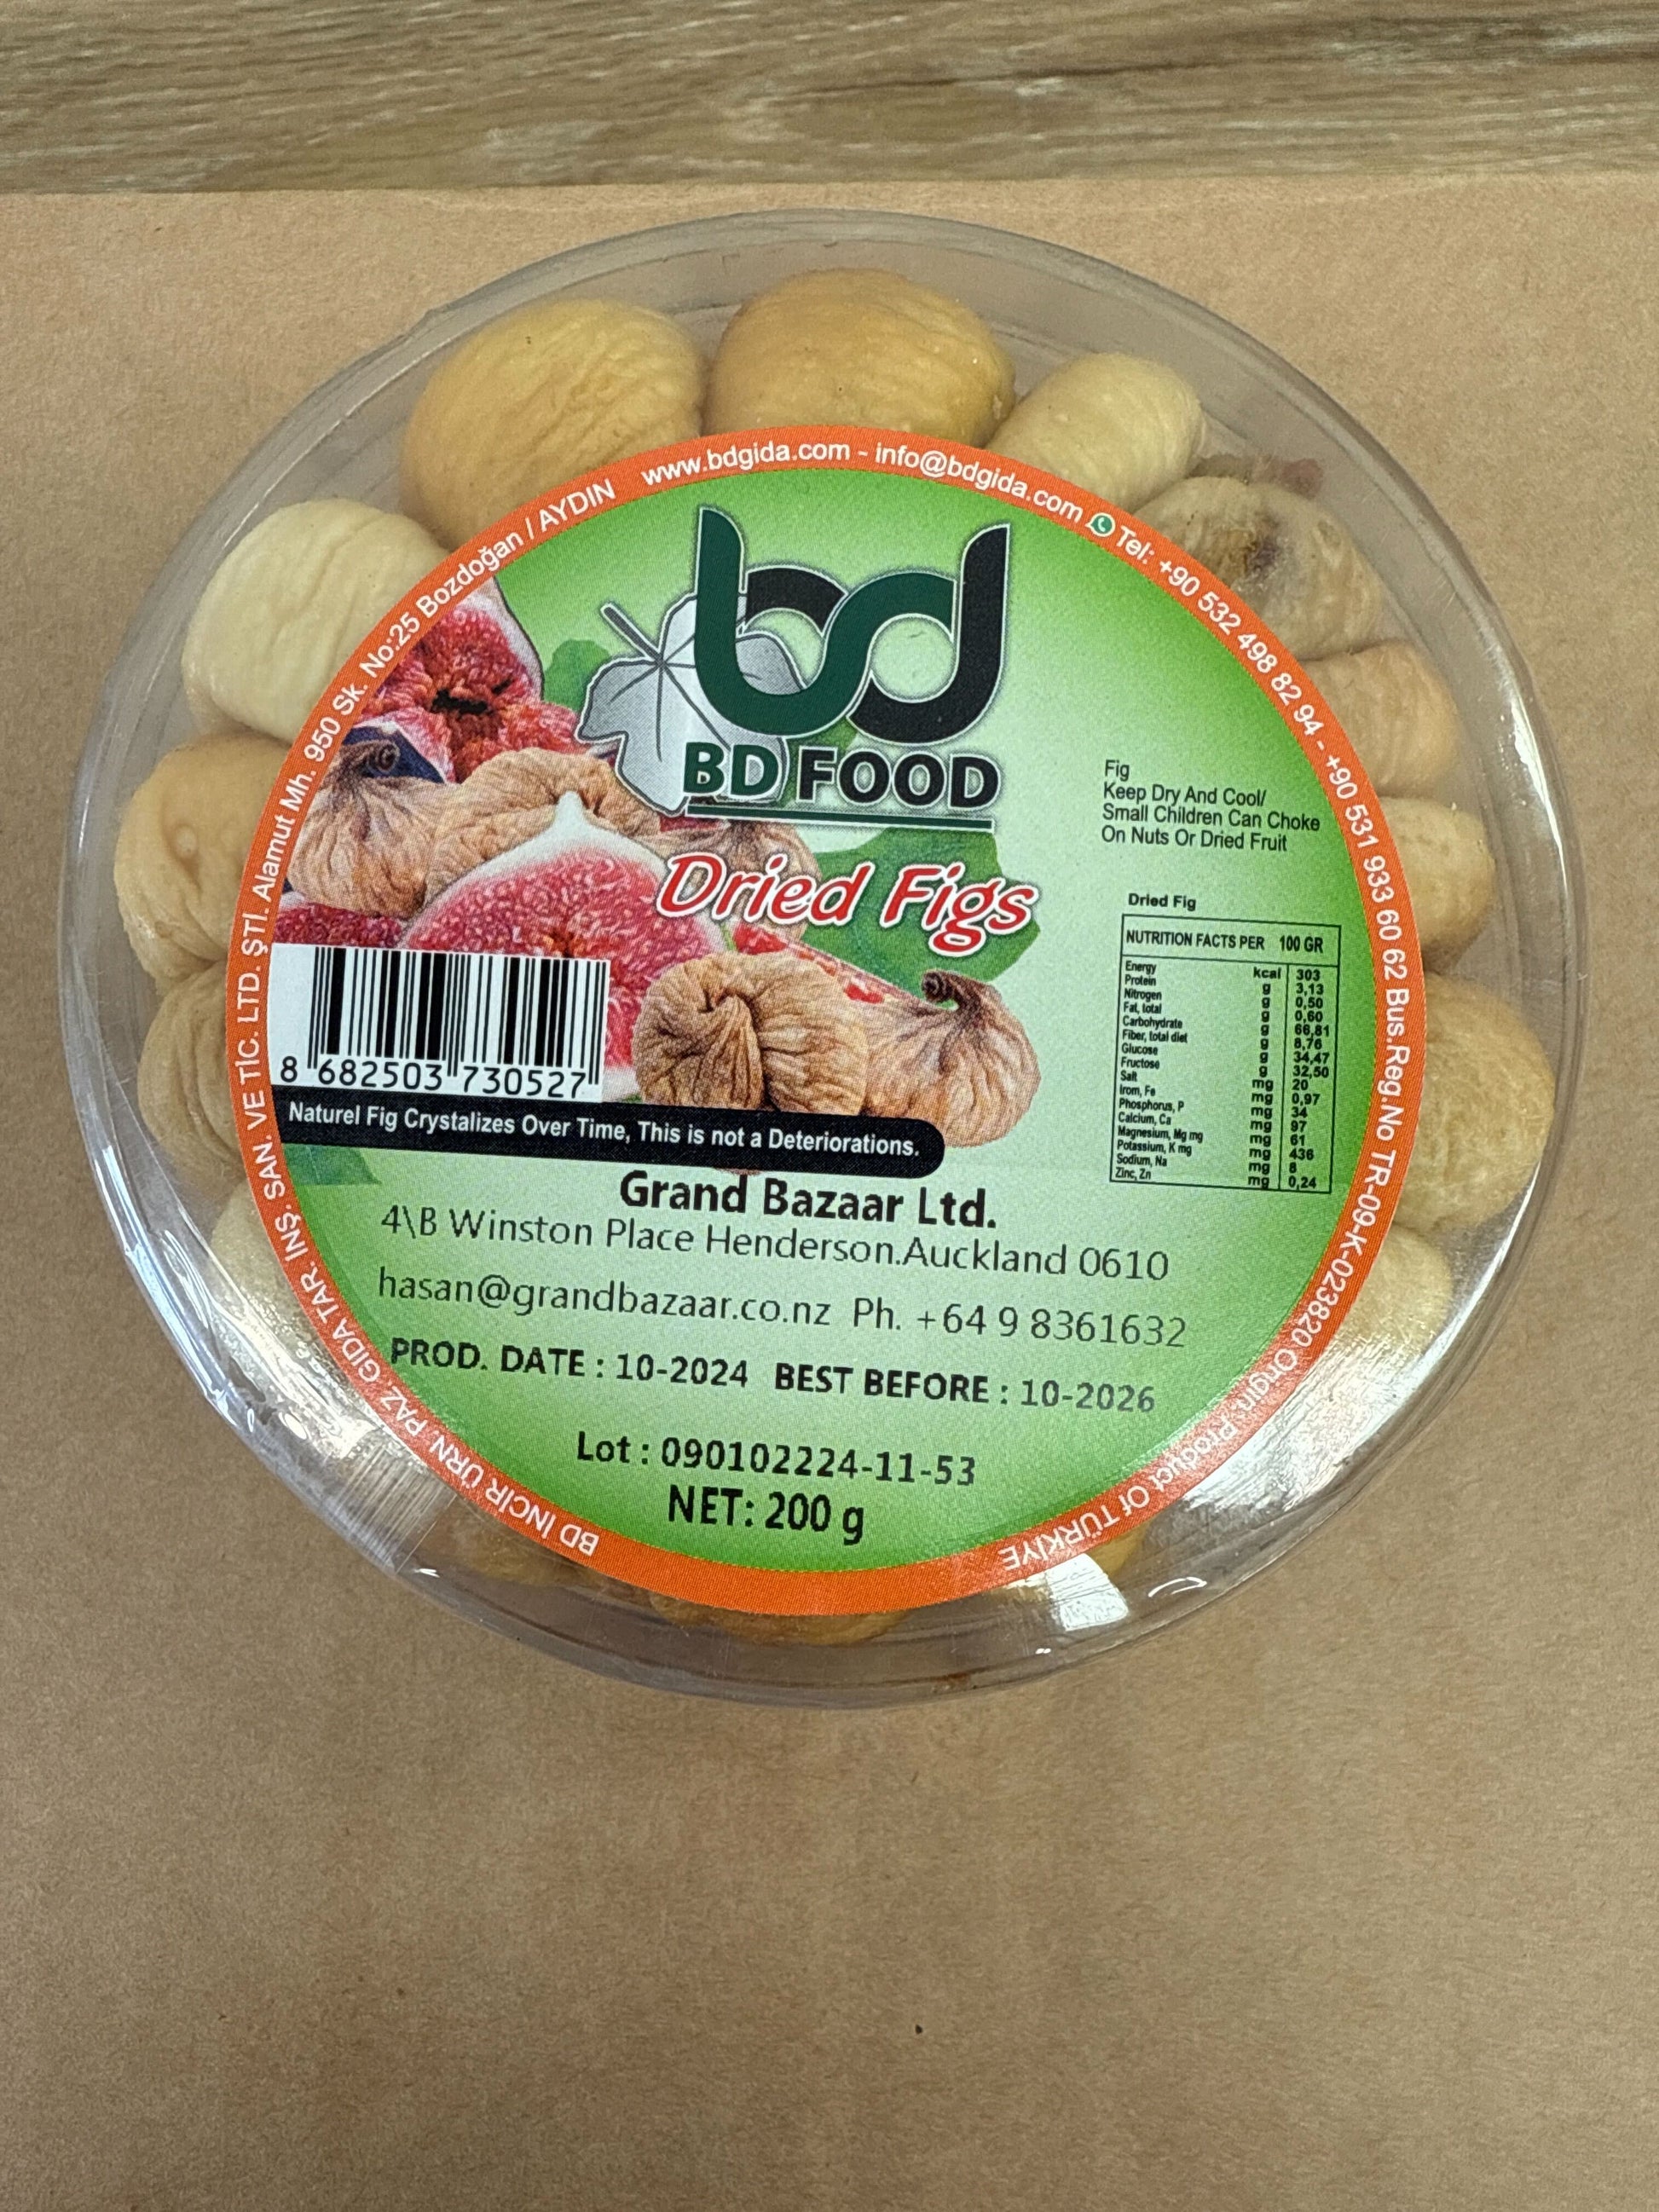 BD İNCİR ÜRN. PAZ. GIDA TAR. İNŞ. SAN. VE TİC. LTD. ŞTİ. Alamut Mh. 950 Sk. No:25 Bozdoğan / AYDIN www.bdgida.com - info@bdgida.com Tel: +90 532 498 82 94 - +90 531 933 60 62 Bus.Reg.No TR-09-K-023820 Origin: Product Of TÜRKİYE
bd
BD FOOD
Dried Figs
Fig
Keep Dry And Cool/
Small Children Can Choke
On Nuts Or Dried Fruit
Dried Fig
NUTRITION FACTS PER 100 GR
Energy kcal 303
Protein g 3,13
Nitrogen g 0,50
Fat, total g 0,60
Carbohydrate g 66,81
Fiber, total diet g 8,76
Glucose g 34,47
Fructose g 32,50
Salt mg 20
Irom, Fe mg 0,97
Phosphorus, P mg 34
Calcium, Ca mg 97
Magnesium, Mg mg mg 61
Potassium, K mg mg 436
Sodium, Na mg 8
Zinc, Zn mg 0,24
8 682503 730527
Naturel Fig Crystalizes Over Time, This is not a Deteriorations.
Grand Bazaar Ltd.
4\B Winston Place Henderson.Auckland 0610
hasan@grandbazaar.co.nz Ph. +64 9 8361632
PROD. DATE : 10-2024 BEST BEFORE : 10-2026
Lot : 090102224-11-53
NET: 200 g